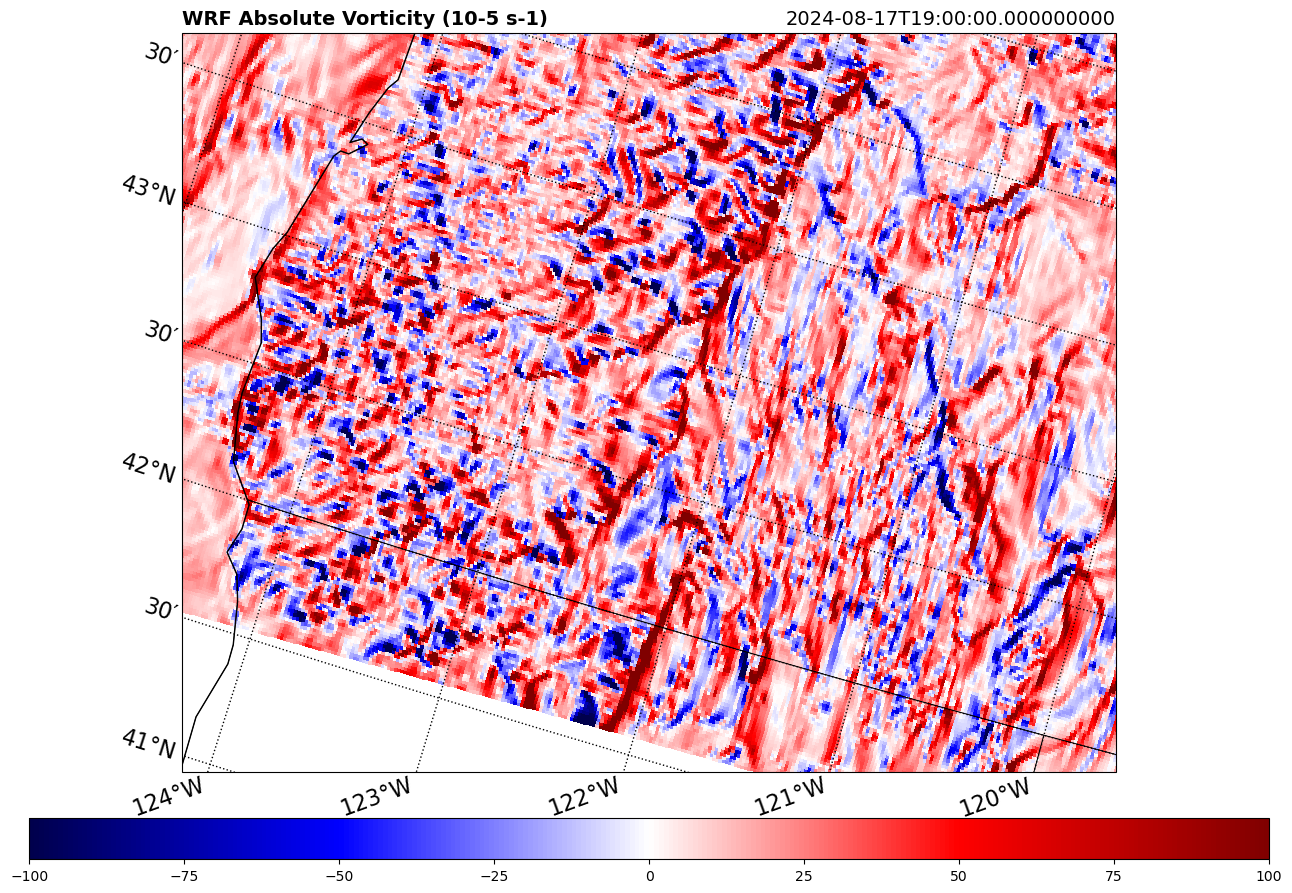 WRF Absolute Vorticity (10-5 s-1)
2024-08-17T19:00:00.000000000
30′
43°N
30′
42°N
30′
41°N
124°W
123°W
122°W
121°W
120°W
−100
−75
−50
−25
0
25
50
75
100